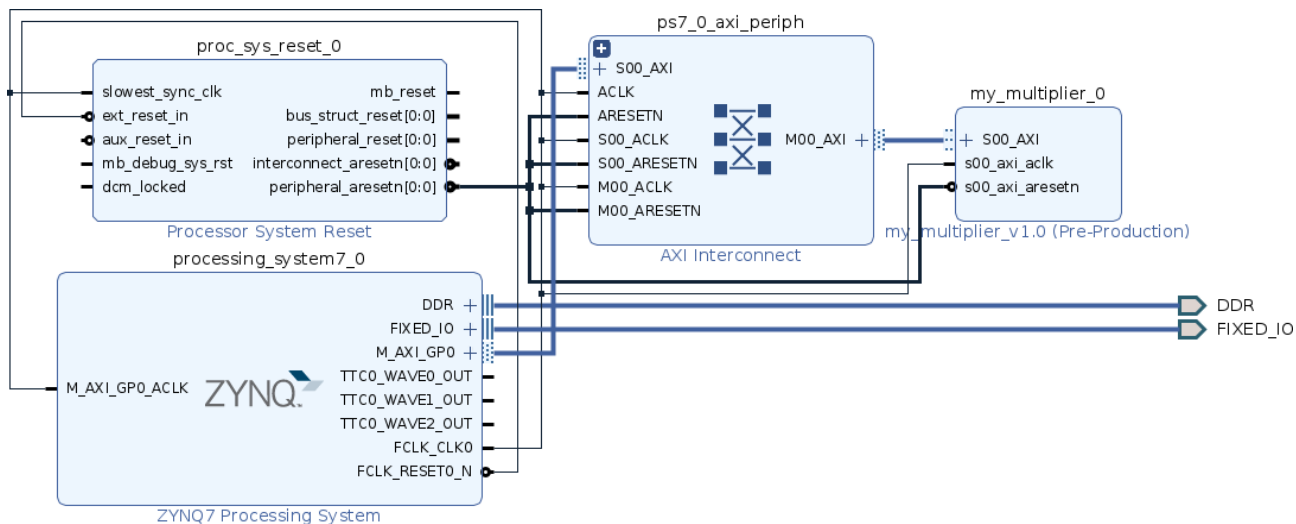 proc_sys_reset_0
slowest_sync_clk
ext_reset_in
aux_reset_in
mb_debug_sys_rst
dcm_locked
mb_reset
bus_struct_reset[0:0]
peripheral_reset[0:0]
interconnect_aresetn[0:0]
peripheral_aresetn[0:0]
Processor System Reset
ps7_0_axi_periph
S00_AXI
ACLK
ARESETN
S00_ACLK
S00_ARESETN
M00_ACLK
M00_ARESETN
M00_AXI
AXI Interconnect
my_multiplier_0
S00_AXI
s00_axi_aclk
s00_axi_aresetn
my_multiplier_v1.0 (Pre-Production)
processing_system7_0
M_AXI_GP0_ACLK
ZYNQ
DDR
FIXED_IO
M_AXI_GP0
TTC0_WAVE0_OUT
TTC0_WAVE1_OUT
TTC0_WAVE2_OUT
FCLK_CLK0
FCLK_RESET0_N
ZYNQ7 Processing System
DDR
FIXED_IO